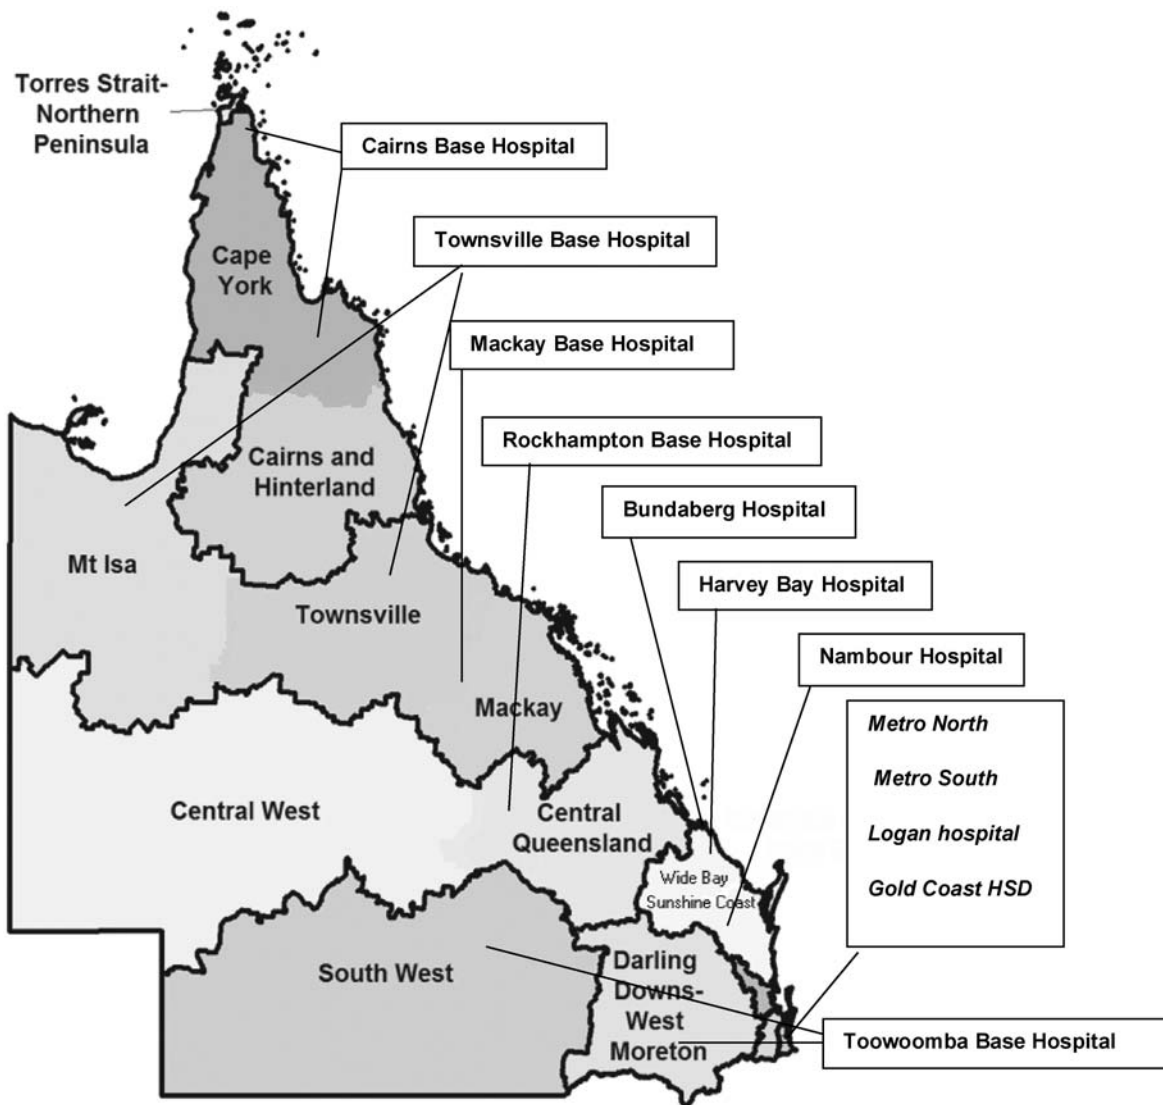 Torres Strait-
Northern
Peninsula
Cairns Base Hospital
Townsville Base Hospital
Cape
York
Mackay Base Hospital
Rockhampton Base Hospital
Cairns and
Hinterland
Bundaberg Hospital
Mt Isa
Harvey Bay Hospital
Townsville
Nambour Hospital
Mackay
Metro North
Metro South
Logan hospital
Gold Coast HSD
Central West
Central
Queensland
Wide Bay
Sunshine Coast
South West
Darling
Downs-
West
Moreton
Toowoomba Base Hospital